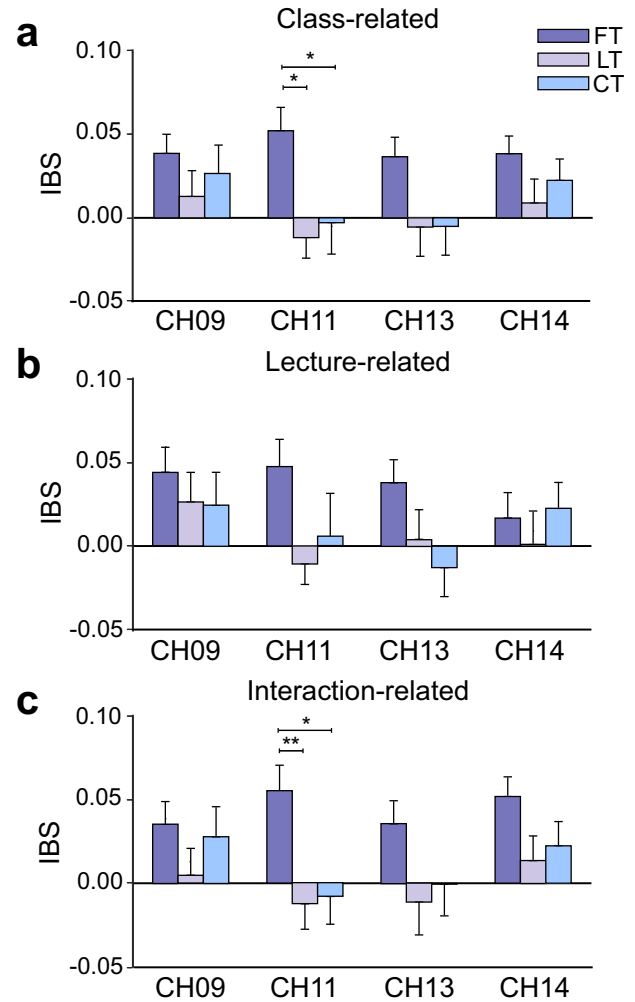 a
Class-related
FT
LT
CT
0.10
0.05
0.00
-0.05
IBS
*
*
CH09 CH11 CH13 CH14
b
Lecture-related
0.10
0.05
0.00
-0.05
IBS
CH09 CH11 CH13 CH14
c
Interaction-related
0.10
0.05
0.00
-0.05
IBS
*
**
CH09 CH11 CH13 CH14